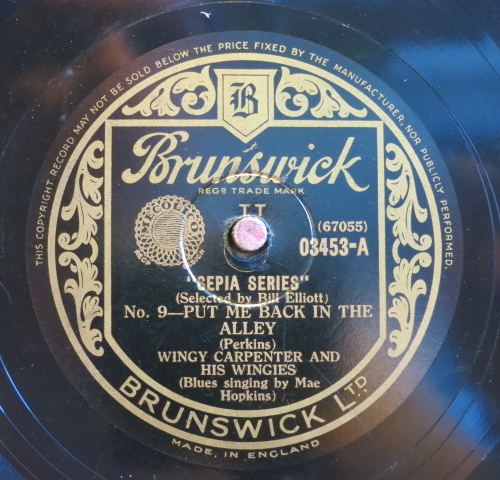 THIS COPYRIGHT RECORD MAY NOT BE SOLD BELOW THE PRICE FIXED BY THE MANUFACTURER, NOR PUBLICLY PERFORMED.
B
Brunswick
REGD TRADE MARK
(67055)
03453-A
"SEPIA SERIES"
(Selected by Bill Elliott)
No. 9—PUT ME BACK IN THE
ALLEY
(Perkins)
WINGY CARPENTER AND
HIS WINGIES
(Blues singing by Mae
Hopkins)
BRUNSWICK LTD
MADE IN ENGLAND